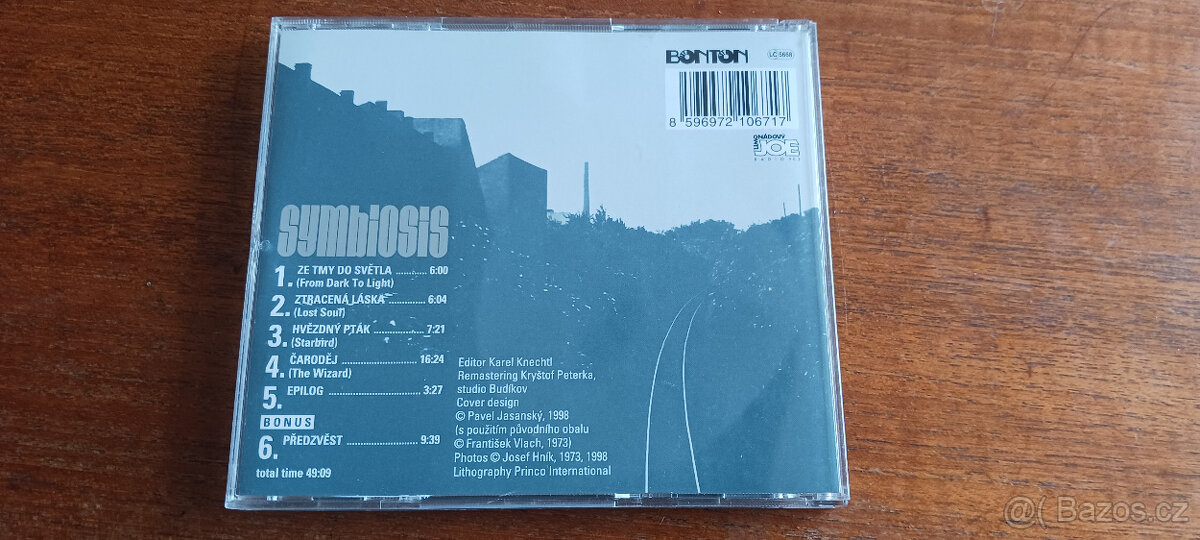 BONTON
LC 5668
8 596972 106717
LIMONÁDOVÝ
JOE
symbiosis
1. ZE TMY DO SVĚTLA ........... 6:00
(From Dark To Light)
2. ZTRACENÁ LÁSKA ............. 6:04
(Lost Soul)
3. HVĚZDNÝ PTÁK ................ 7:21
(Starbird)
4. ČARODĚJ ....................... 16:24
(The Wizard)
5. EPILOG ........................... 3:27
BONUS
6. PŘEDZVĚST .................... 9:39
total time 49:09
Editor Karel Knechtl
Remastering Kryštof Peterka,
studio Budíkov
Cover design
© Pavel Jasanský, 1998
(s použitím původního obalu
© František Vlach, 1973)
Photos © Josef Hník, 1973, 1998
Lithography Princo International
@( Bazos.cz